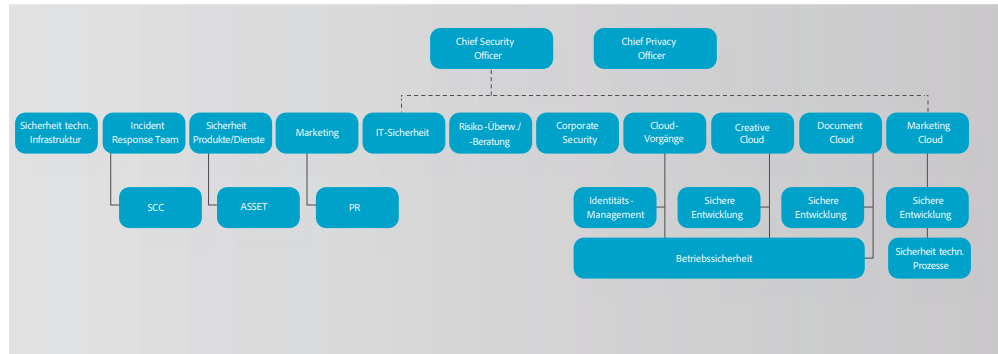 Chief Security
Officer
Chief Privacy
Officer
Sicherheit techn.
Infrastruktur
Incident
Response Team
Sicherheit
Produkte/Dienste
Marketing
IT-Sicherheit
Risiko-Überw./
-Beratung
Corporate
Security
Cloud-
Vorgänge
Creative
Cloud
Document
Cloud
Marketing
Cloud
SCC
ASSET
PR
Identitäts-
Management
Sichere
Entwicklung
Sichere
Entwicklung
Sichere
Entwicklung
Betriebssicherheit
Sicherheit techn.
Prozesse